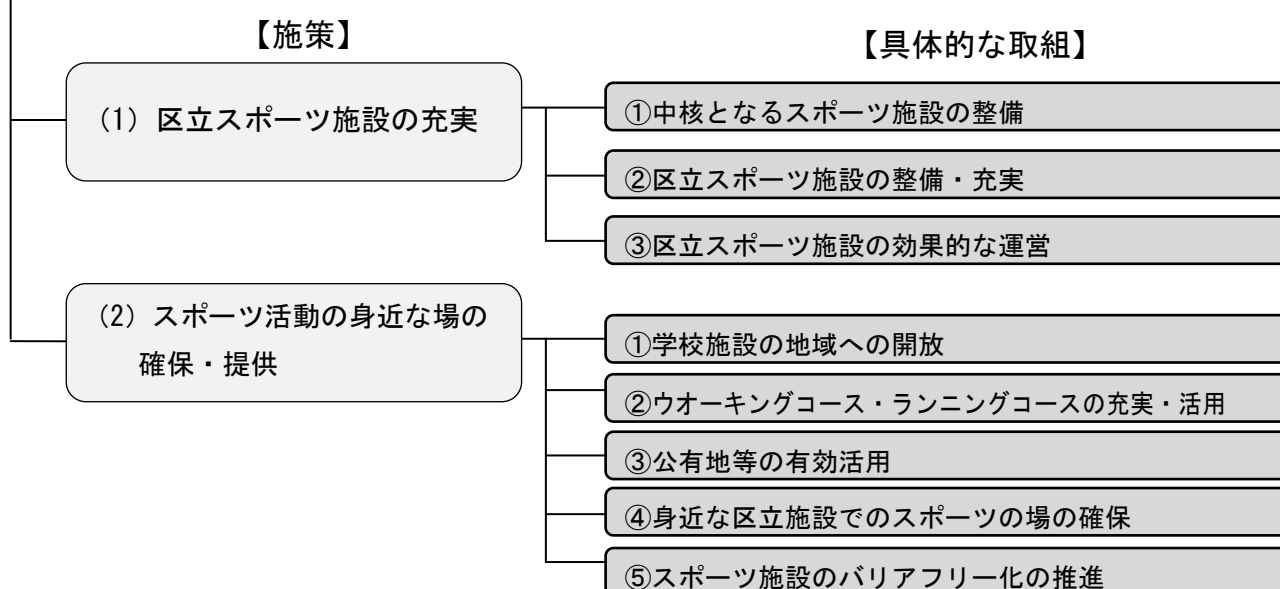 【施策】
【具体的な取組】
(1) 区立スポーツ施設の充実
①中核となるスポーツ施設の整備
②区立スポーツ施設の整備・充実
③区立スポーツ施設の効果的な運営
(2) スポーツ活動の身近な場の
確保・提供
①学校施設の地域への開放
②ウオーキングコース・ランニングコースの充実・活用
③公有地等の有効活用
④身近な区立施設でのスポーツの場の確保
⑤スポーツ施設のバリアフリー化の推進